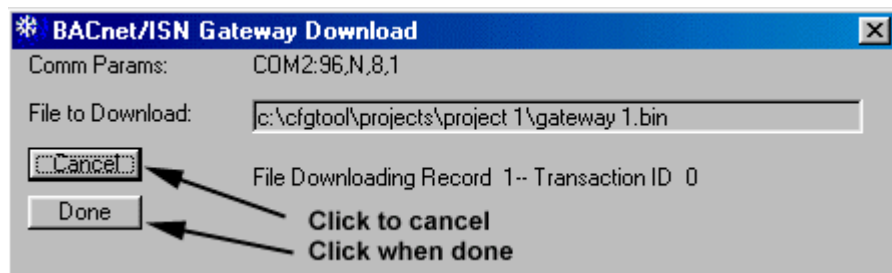 BACnet/ISN Gateway Download
Comm Params: COM2:96,N,8,1
File to Download: c:\cfgtool\projects\project 1\gateway 1.bin
Cancel
File Downloading Record 1-- Transaction ID 0
Done
Click to cancel
Click when done